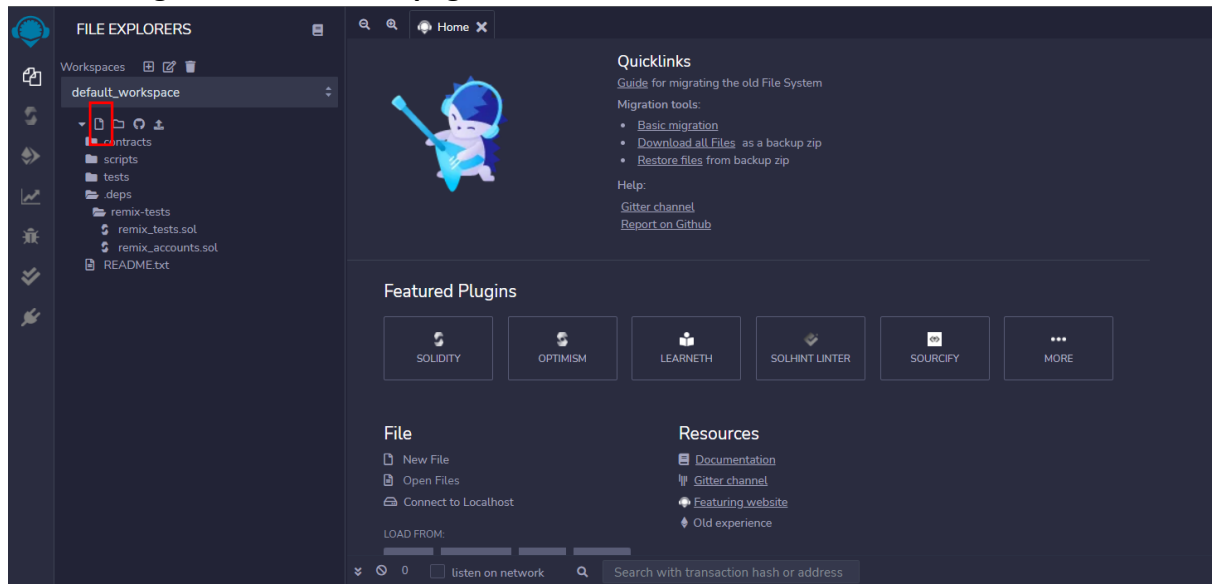 FILE EXPLORERS
Workspaces
default_workspace
contracts
scripts
tests
.deps
remix-tests
remix_tests.sol
remix_accounts.sol
README.txt
Home
Quicklinks
Guide for migrating the old File System
Migration tools:
Basic migration
Download all Files as a backup zip
Restore files from backup zip
Help:
Gitter channel
Report on Github
Featured Plugins
SOLIDITY
OPTIMISM
LEARNETH
SOLHINT LINTER
SOURCIFY
MORE
File
New File
Open Files
Connect to Localhost
LOAD FROM:
Resources
Documentation
Gitter channel
Featuring website
Old experience
0 listen on network Search with transaction hash or address